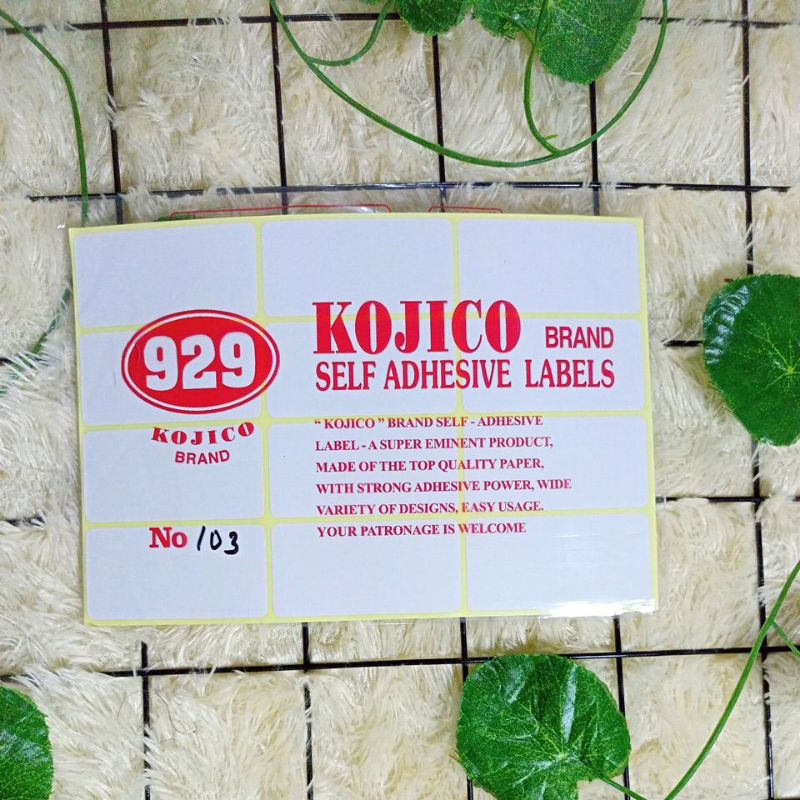 929
KOJICO
BRAND
No 103
KOJICO BRAND
SELF ADHESIVE LABELS
“ KOJICO ” BRAND SELF - ADHESIVE
LABEL - A SUPER EMINENT PRODUCT,
MADE OF THE TOP QUALITY PAPER,
WITH STRONG ADHESIVE POWER, WIDE
VARIETY OF DESIGNS, EASY USAGE.
YOUR PATRONAGE IS WELCOME